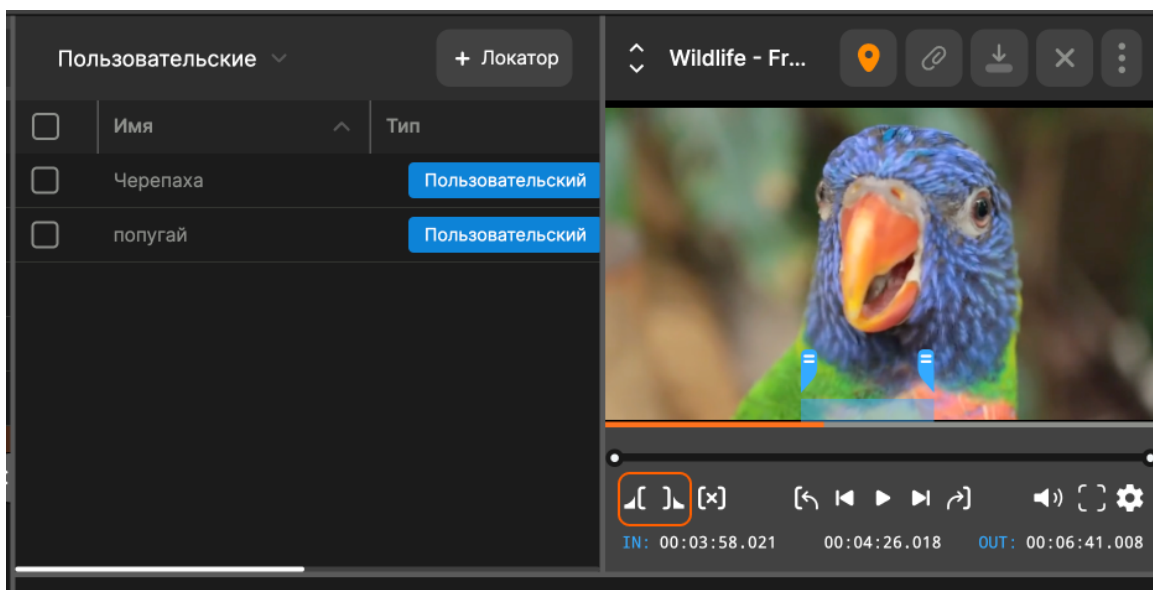 Пользовательские
+ Локатор
Wildlife - Fr...
Имя
Тип
Черепаха
Пользовательский
попугай
Пользовательский
IN: 00:03:58.021
00:04:26.018
OUT: 00:06:41.008